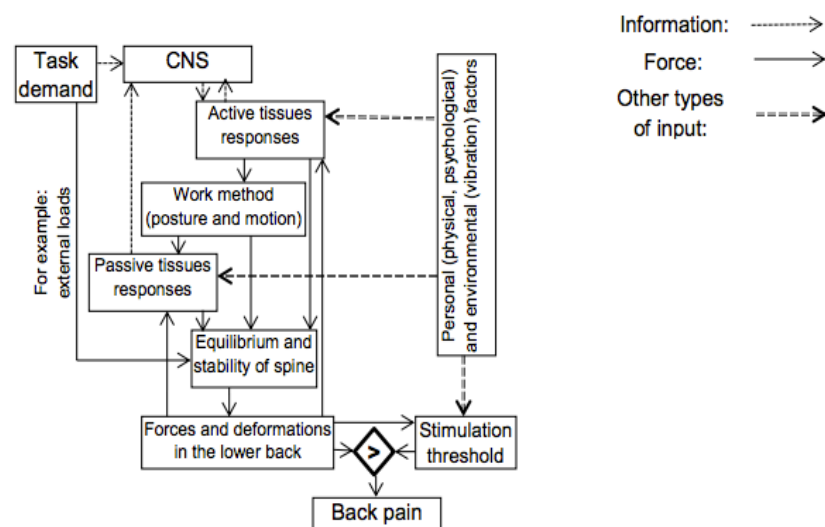 Task
demand
CNS
Active tissues
responses
Work method
(posture and motion)
Passive tissues
responses
For example:
external loads
Equilibrium and
stability of spine
Forces and deformations
in the lower back
>
Stimulation
threshold
Back pain
Personal (physical, psychological)
and environmental (vibration) factors
Information:
Force:
Other types
of input: